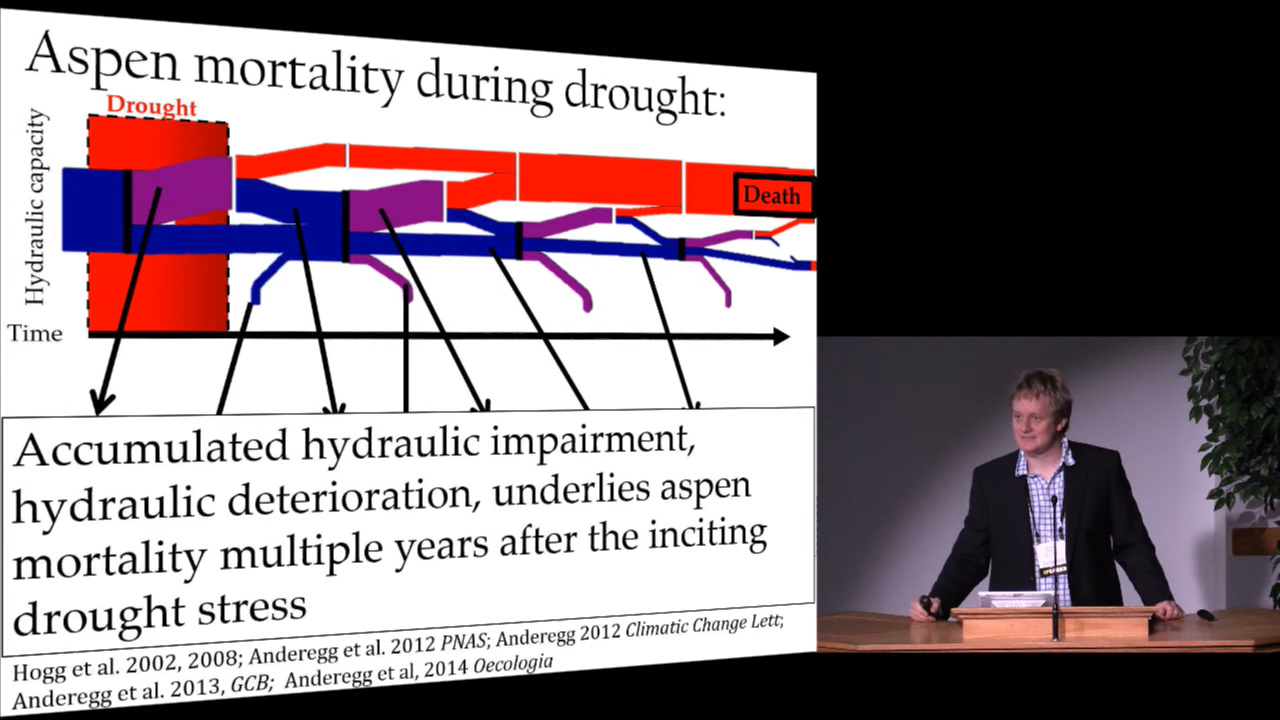 Aspen mortality during drought:
Drought
Hydraulic capacity
Death
Time
Accumulated hydraulic impairment,
hydraulic deterioration, underlies aspen
mortality multiple years after the inciting
drought stress
Hogg et al. 2002, 2008; Anderegg et al. 2012 PNAS; Anderegg 2012 Climatic Change Lett;
Anderegg et al. 2013, GCB; Anderegg et al, 2014 Oecologia